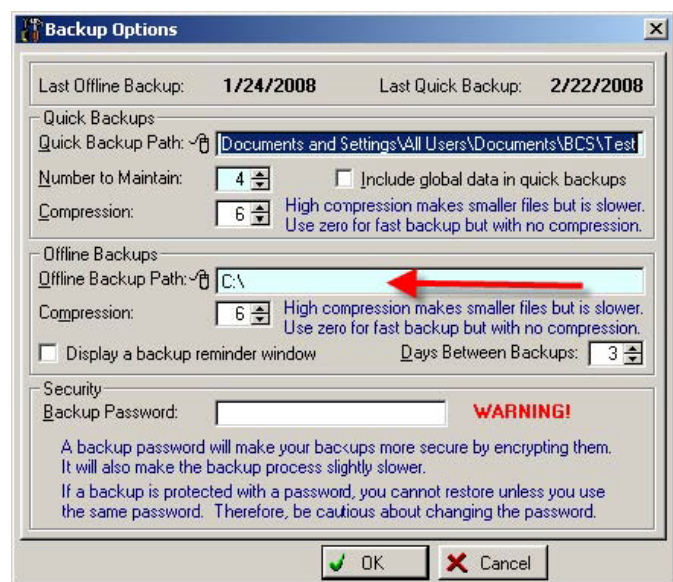 Backup Options
Last Offline Backup: 1/24/2008 Last Quick Backup: 2/22/2008
Quick Backups
Quick Backup Path: Documents and Settings\All Users\Documents\BCS\Test
Number to Maintain: 4 Include global data in quick backups
Compression: 6 High compression makes smaller files but is slower.
Use zero for fast backup but with no compression.
Offline Backups
Offline Backup Path: C:\
Compression: 6 High compression makes smaller files but is slower.
Use zero for fast backup but with no compression.
Display a backup reminder window Days Between Backups: 3
Security
Backup Password: WARNING!
A backup password will make your backups more secure by encrypting them.
It will also make the backup process slightly slower.
If a backup is protected with a password, you cannot restore unless you use
the same password. Therefore, be cautious about changing the password.
OK Cancel